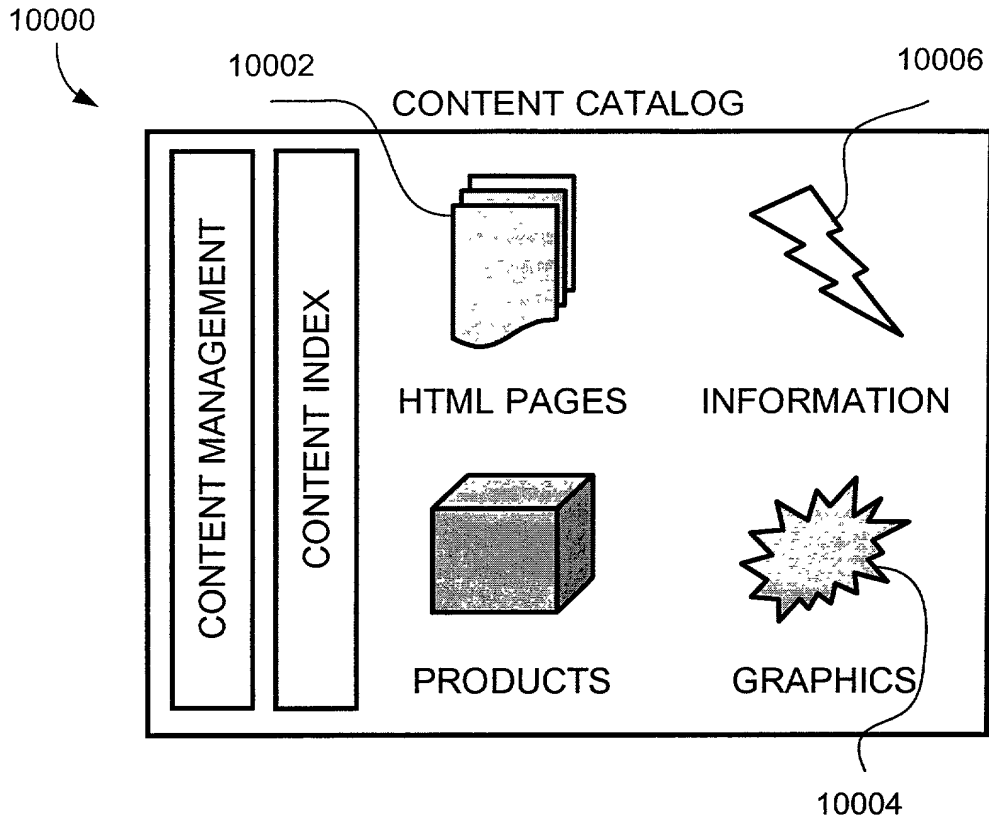 10000
10002
10006
CONTENT CATALOG
CONTENT MANAGEMENT
CONTENT INDEX
HTML PAGES
INFORMATION
PRODUCTS
GRAPHICS
10004